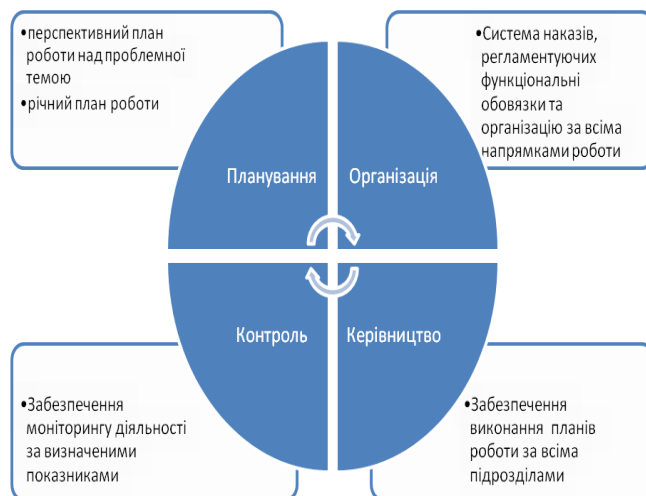 •перспективний план
роботи над проблемної
темою
•річний план роботи
•Система наказів,
регламентуючих
функціональні
обовязки та
організацію за всіма
напрямками роботи
Планування
Організація
Контроль
Керівництво
•Забезпечення
моніторингу діяльності
за визначеними
показниками
•Забезпечення
виконання планів
роботи за всіма
підрозділами